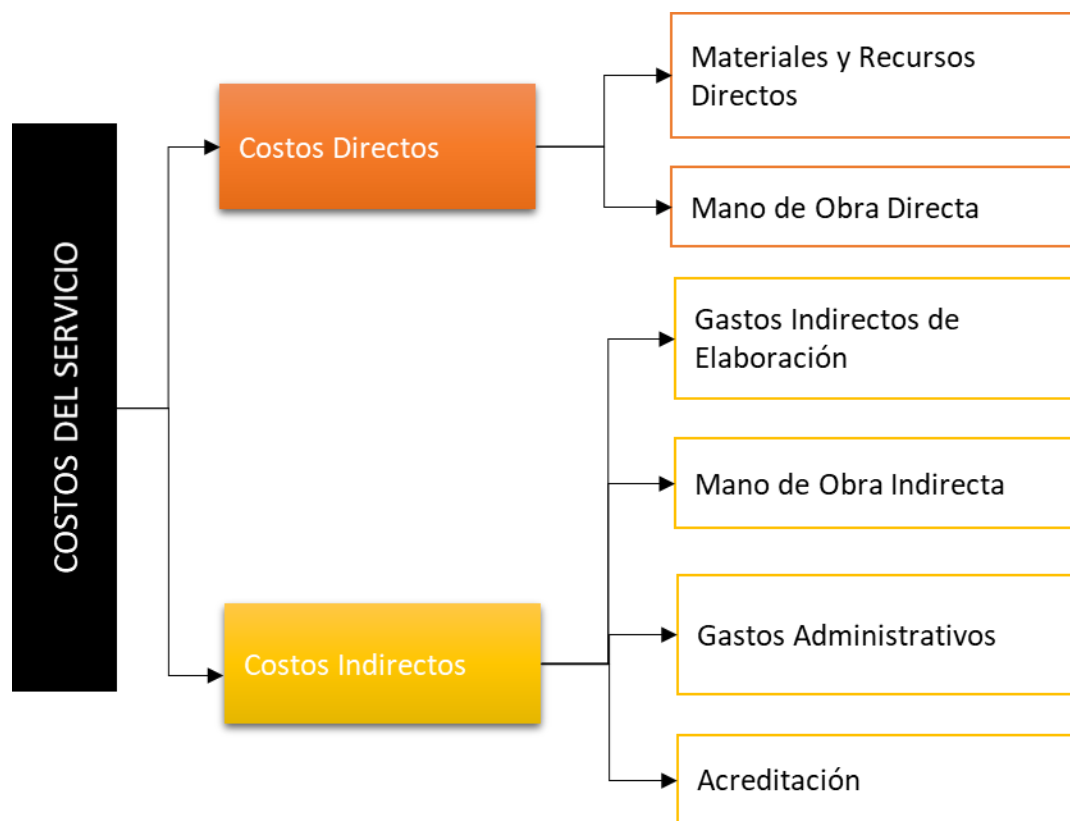 COSTOS DEL SERVICIO
Costos Directos
Materiales y Recursos
Directos
Mano de Obra Directa
Costos Indirectos
Gastos Indirectos de
Elaboración
Mano de Obra Indirecta
Gastos Administrativos
Acreditación